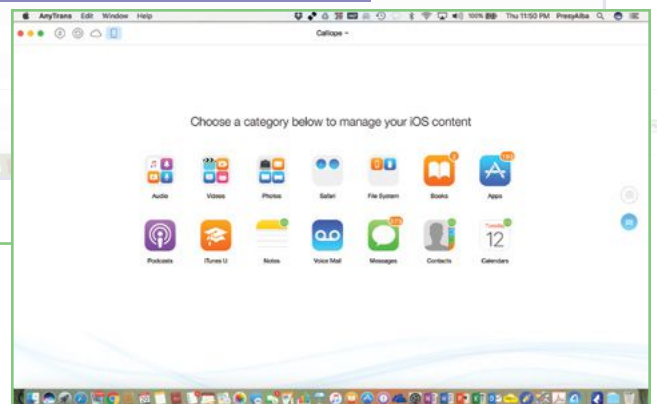 AnyTrans Edit Window Help 100% Thu 11:50 PM PresyAlba
Calliope
Choose a category below to manage your iOS content
Audio Videos Photos Safari File System Books Apps
Podcasts iTunes U Notes Voice Mail Messages Contacts Calendars
Tuesday
12